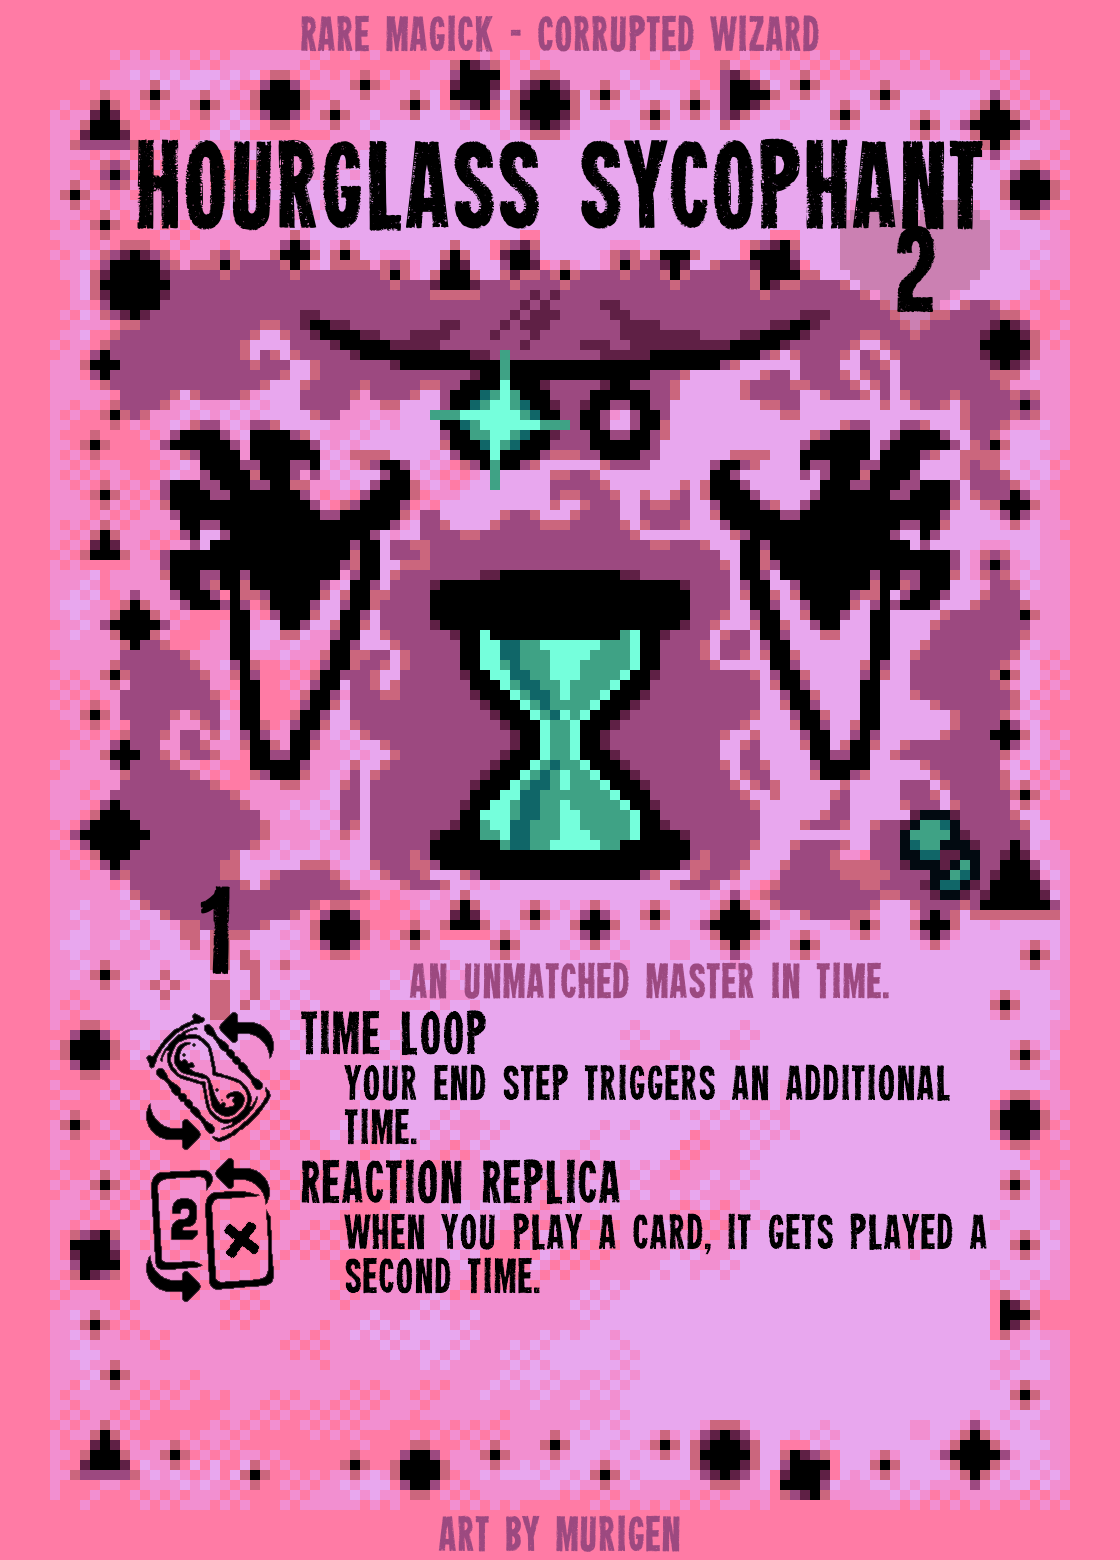 RARE MAGICK - CORRUPTED WIZARD
HOURGLASS SYCOPHANT
2
1
AN UNMATCHED MASTER IN TIME.
TIME LOOP
YOUR END STEP TRIGGERS AN ADDITIONAL
TIME.
REACTION REPLICA
2
WHEN YOU PLAY A CARD, IT GETS PLAYED A
SECOND TIME.
ART BY MURIGEN